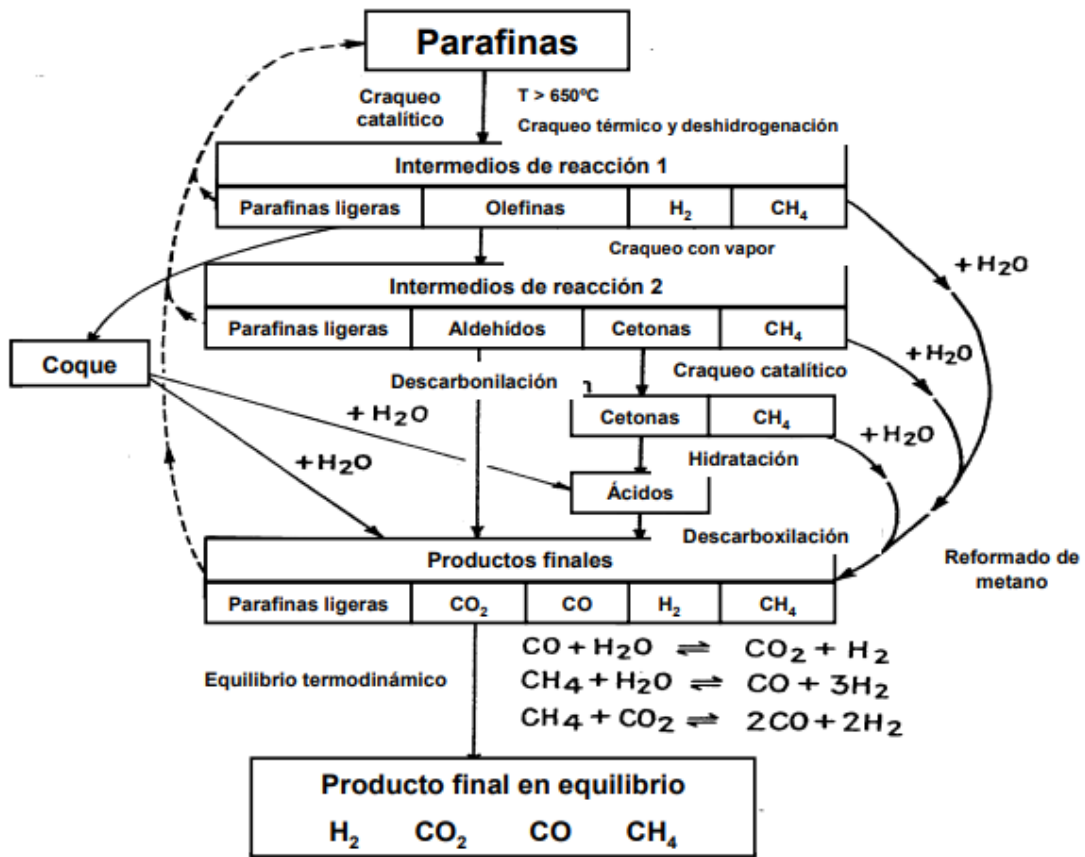 Parafinas
Craqueo
catalítico
T > 650ºC
Craqueo térmico y deshidrogenación
Intermedios de reacción 1
Parafinas ligeras Olefinas H₂ CH₄
Craqueo con vapor
+ H₂O
Intermedios de reacción 2
Parafinas ligeras Aldehídos Cetonas CH₄
Coque
+H₂O
Descarbonilación
Craqueo catalítico
+ H₂O
Cetonas CH₄
+H₂O
+H₂O
Hidratación
Ácidos
Descarboxilación
Productos finales
Reformado de
metano
Parafinas ligeras CO₂ CO H₂ CH₄
CO + H₂O ⇌ CO₂ + H₂
Equilibrio termodinámico
CH₄ + H₂O ⇌ CO + 3H₂
CH₄ + CO₂ ⇌ 2CO + 2H₂
Producto final en equilibrio
H₂ CO₂ CO CH₄